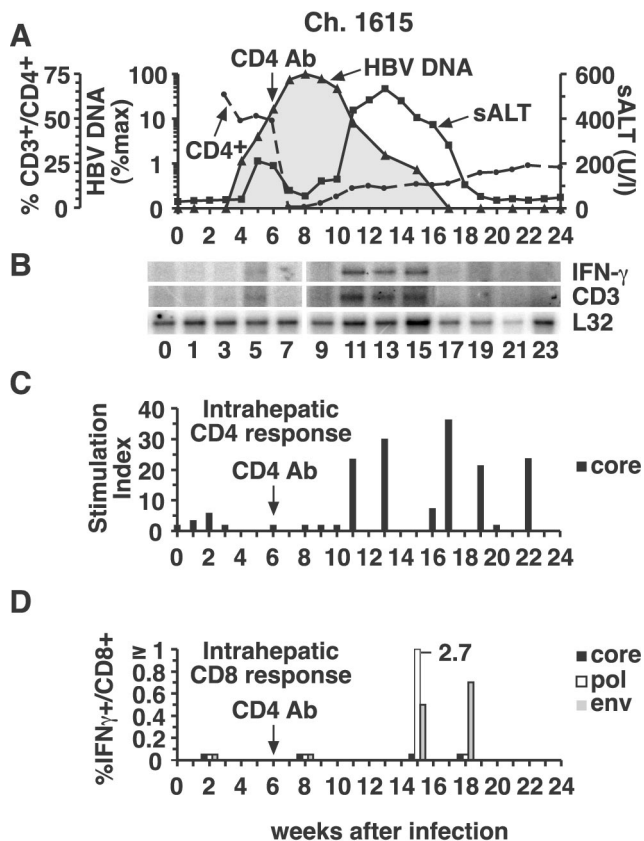 Ch. 1615
A
% CD3+/CD4+
75
50
25
0
HBV DNA
(%max)
100
10
1
0
CD4 Ab
HBV DNA
CD4+
sALT
600
400
200
0
sALT (U/l)
0 2 4 6 8 10 12 14 16 18 20 22 24
B
IFN-γ
CD3
L32
0 1 3 5 7 9 11 13 15 17 19 21 23
C
Stimulation
Index
40
30
20
10
0
Intrahepatic
CD4 response
CD4 Ab
core
0 2 4 6 8 10 12 14 16 18 20 22 24
D
%IFNγ+/CD8+
≥ 1
0.8
0.6
0.4
0.2
0
Intrahepatic
CD8 response
CD4 Ab
2.7
core
pol
env
0 2 4 6 8 10 12 14 16 18 20 22 24
weeks after infection